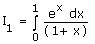 I₁ = ∫₀¹ eˣ dx / (1 + x)